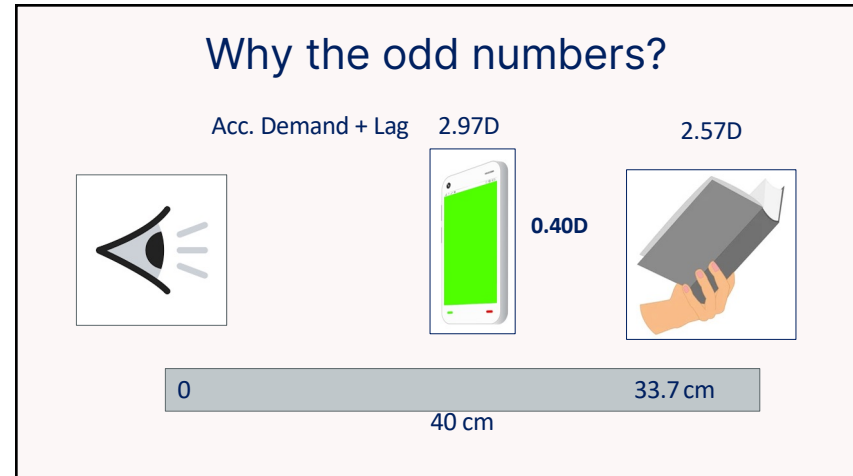 Why the odd numbers?
Acc. Demand + Lag 2.97D 2.57D
0.40D
0 33.7 cm
40 cm